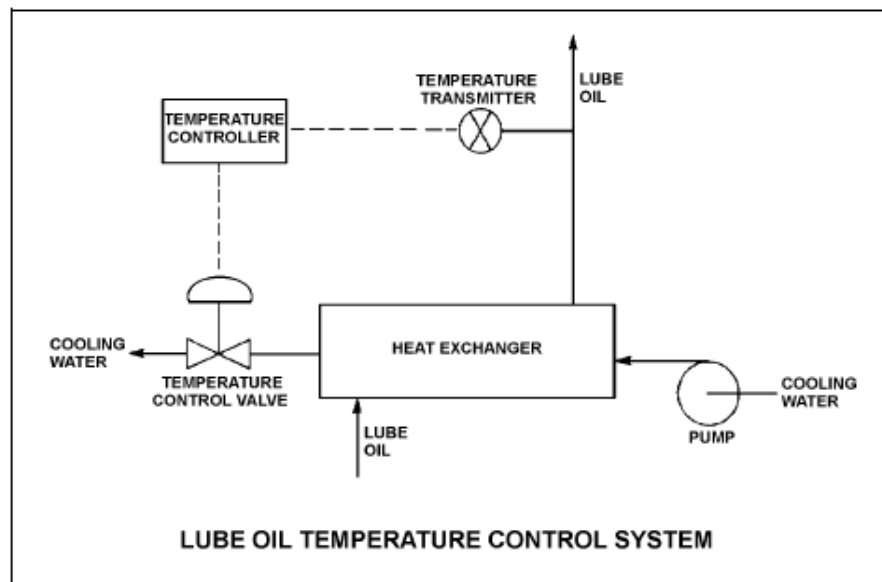 TEMPERATURE
TRANSMITTER
LUBE
OIL
TEMPERATURE
CONTROLLER
COOLING
WATER
HEAT EXCHANGER
TEMPERATURE
CONTROL VALVE
COOLING
WATER
PUMP
LUBE
OIL
LUBE OIL TEMPERATURE CONTROL SYSTEM